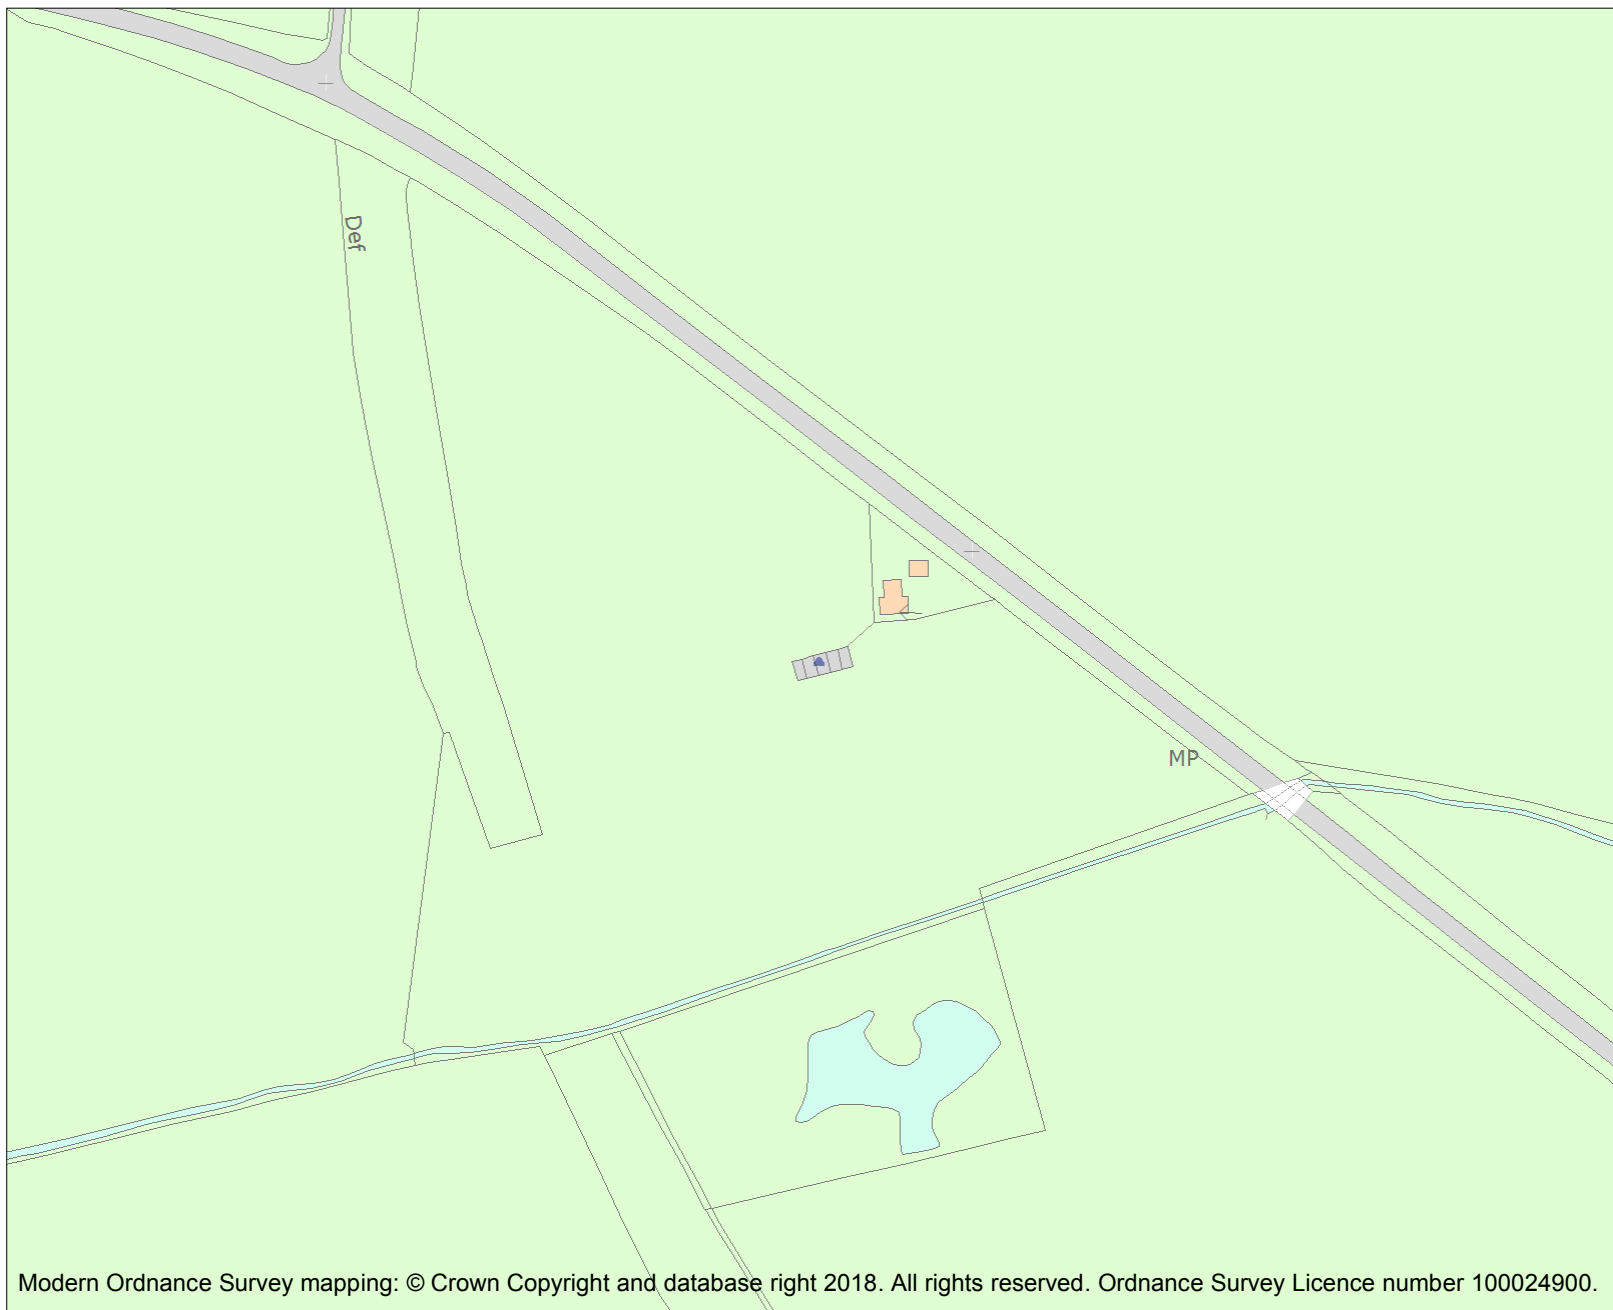 Def
MP
Modern Ordnance Survey mapping: © Crown Copyright and database right 2018. All rights reserved. Ordnance Survey Licence number 100024900.